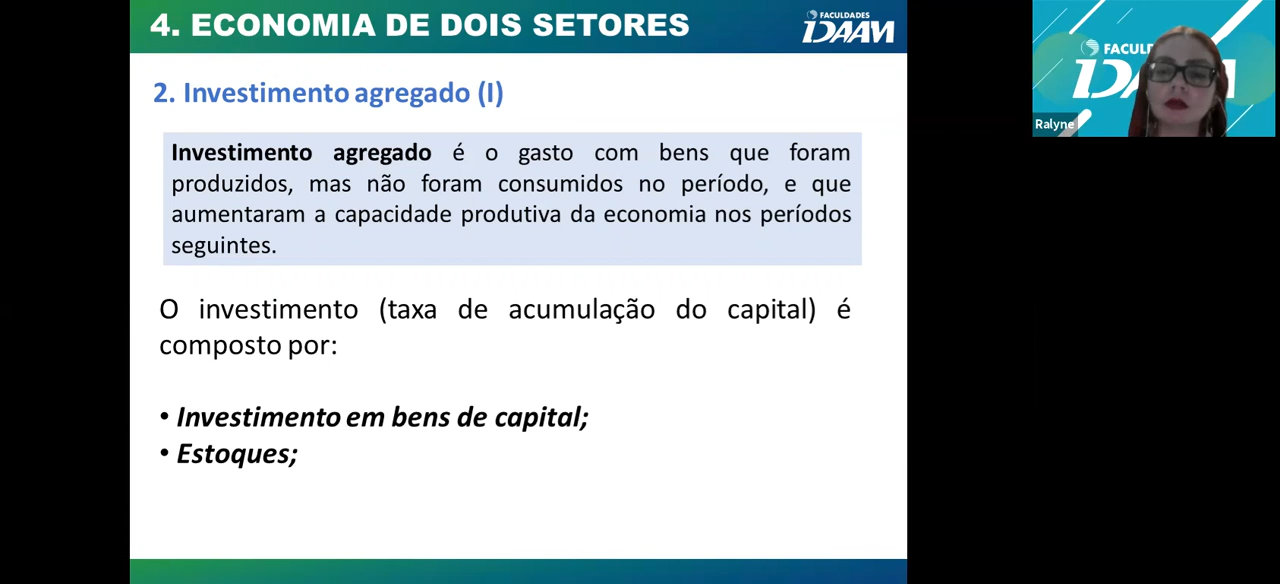 4. ECONOMIA DE DOIS SETORES
FACULDADES
IDAAM
2. Investimento agregado (I)
Investimento agregado é o gasto com bens que foram
produzidos, mas não foram consumidos no período, e que
aumentaram a capacidade produtiva da economia nos períodos
seguintes.
O investimento (taxa de acumulação do capital) é
composto por:
• Investimento em bens de capital;
• Estoques;
FACUL
Ralyne